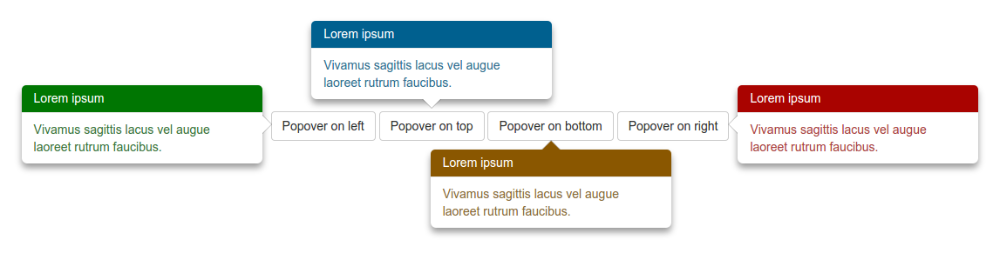 Lorem ipsum
Vivamus sagittis lacus vel augue
laoreet rutrum faucibus.
Lorem ipsum
Vivamus sagittis lacus vel augue
laoreet rutrum faucibus.
Popover on left
Popover on top
Popover on bottom
Popover on right
Lorem ipsum
Vivamus sagittis lacus vel augue
laoreet rutrum faucibus.
Lorem ipsum
Vivamus sagittis lacus vel augue
laoreet rutrum faucibus.